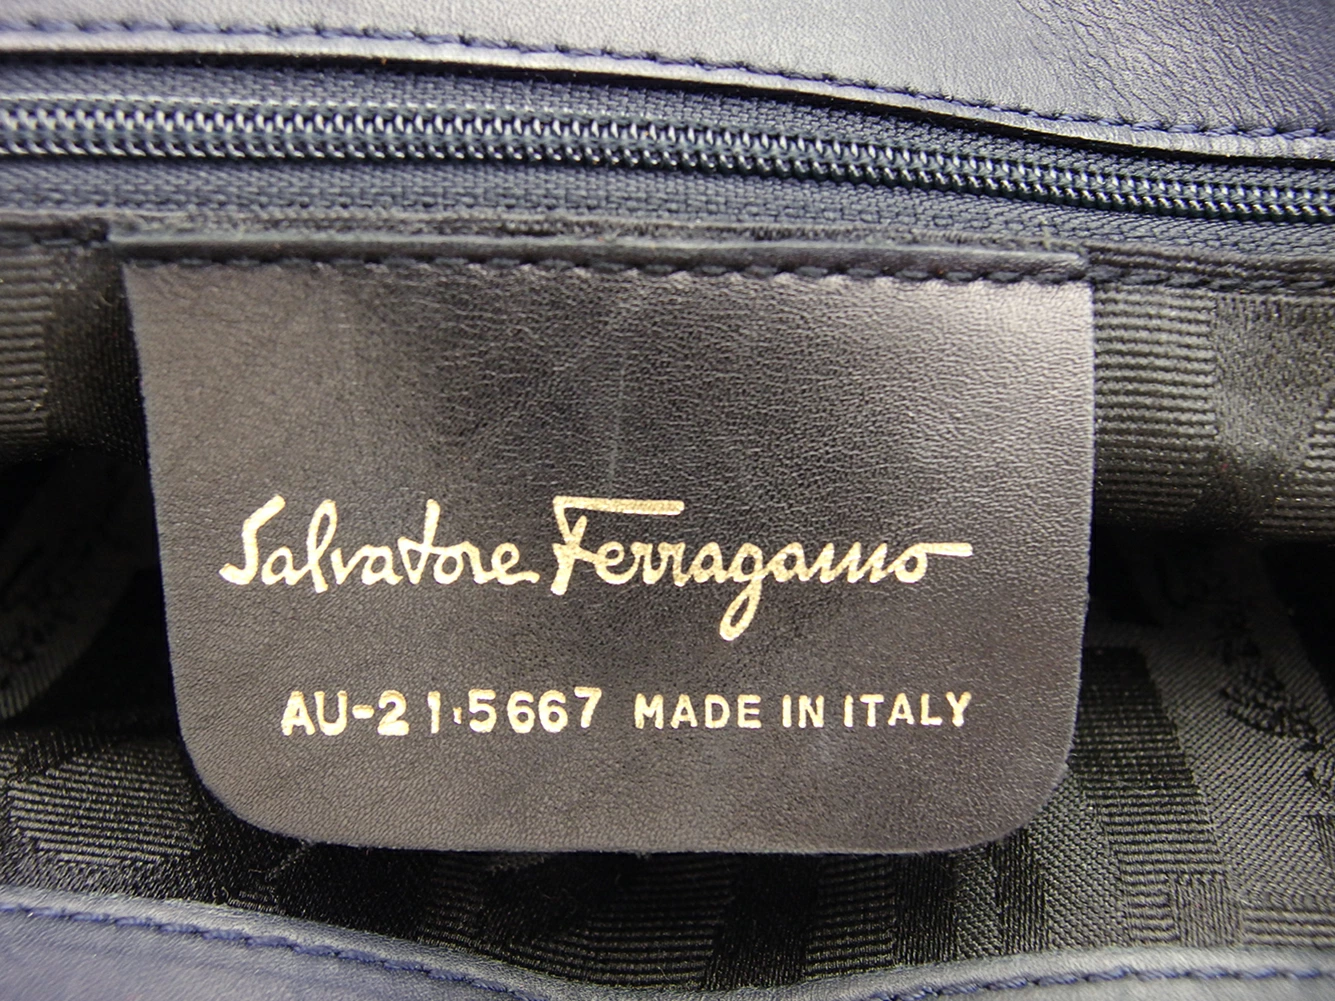 Salvatore Ferragamo
AU-21·5667 MADE IN ITALY